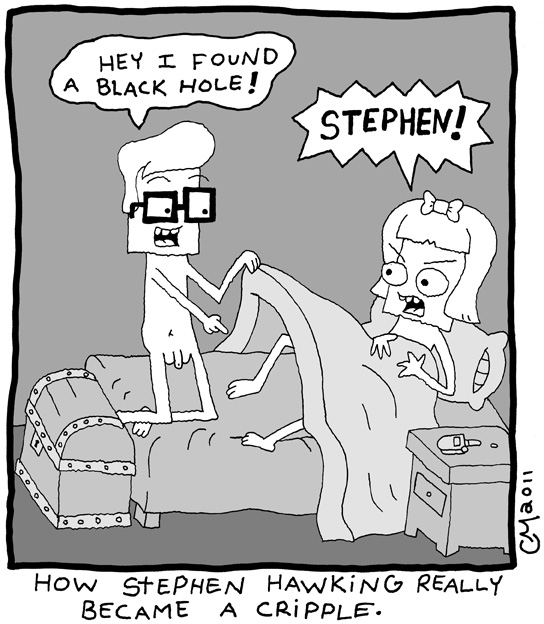 HEY I FOUND
A BLACK HOLE!
STEPHEN!
HOW STEPHEN HAWKING REALLY
BECAME A CRIPPLE.